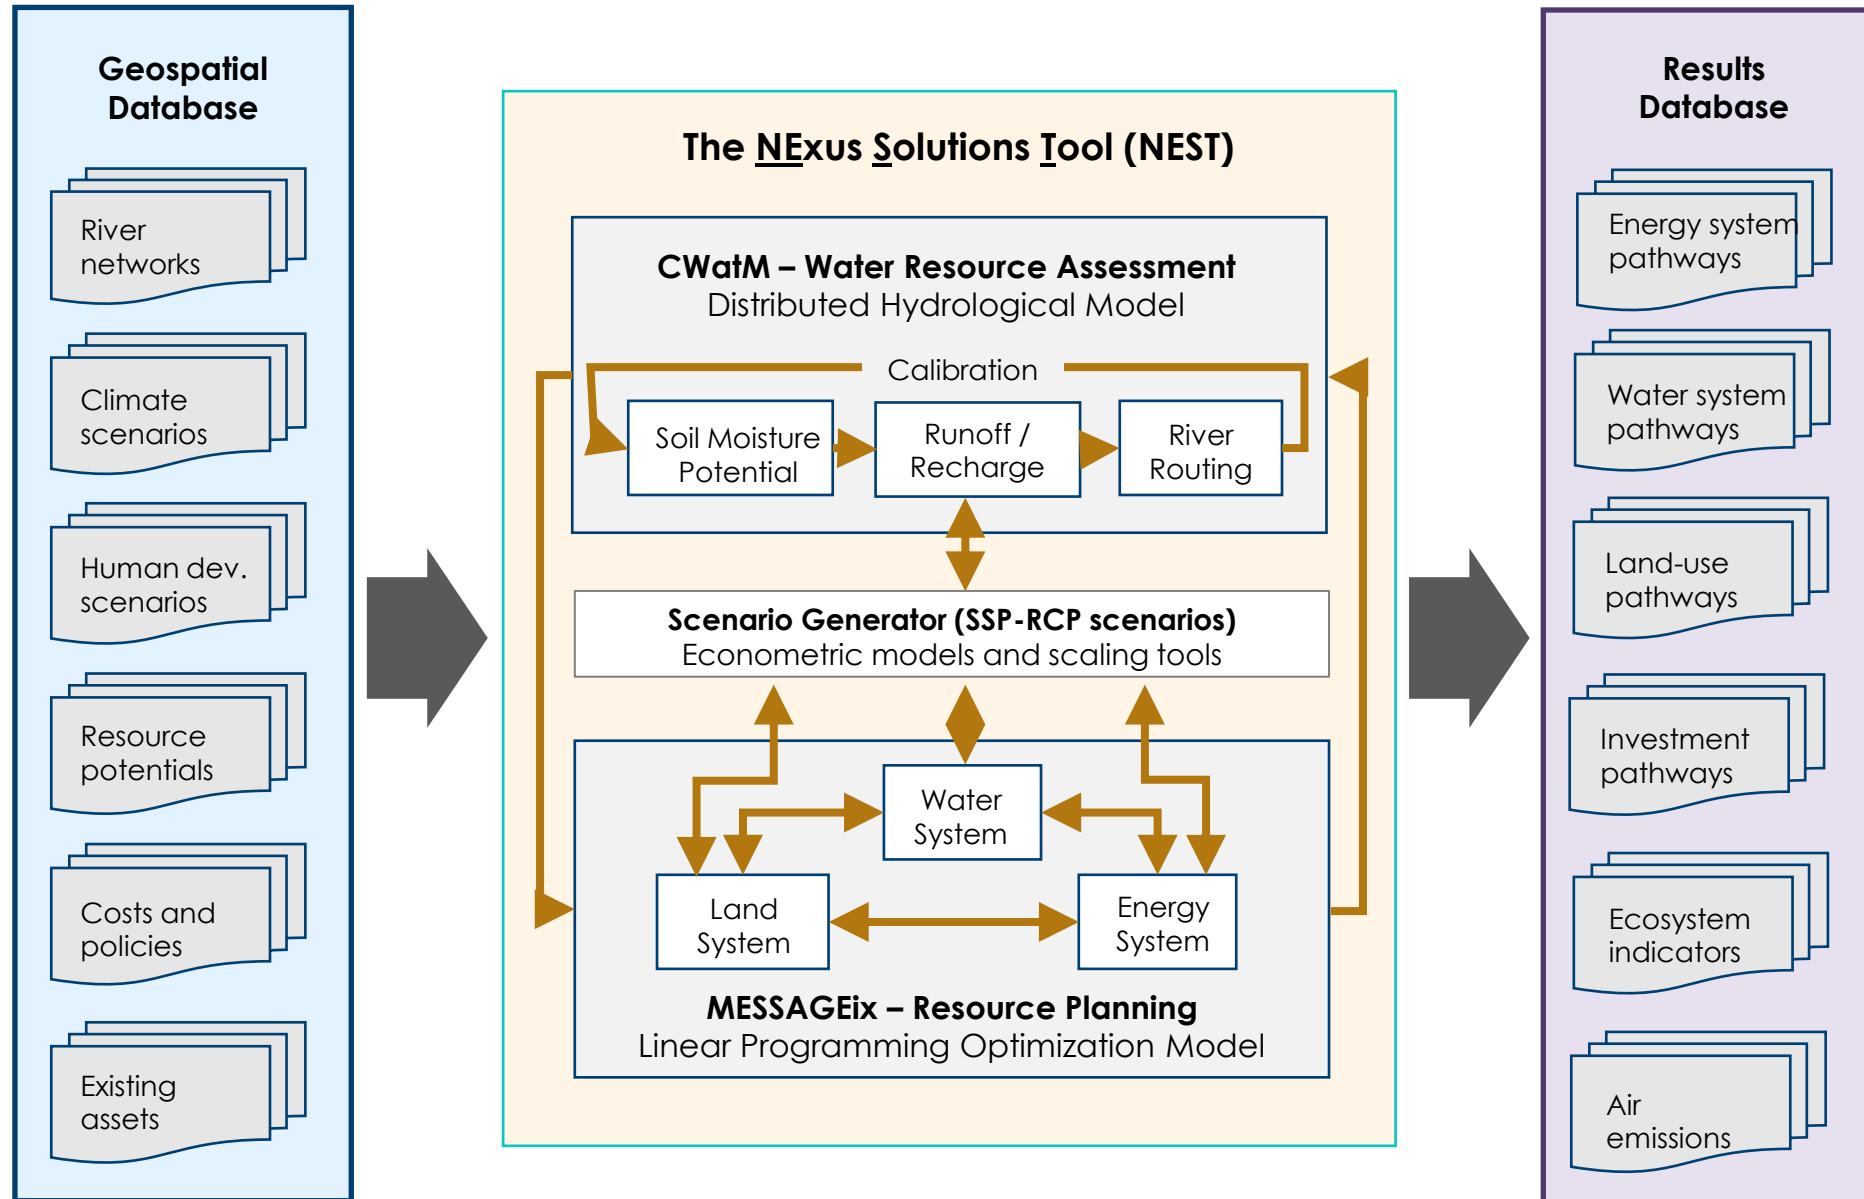 Geospatial
Database
River
networks
Climate
scenarios
Human dev.
scenarios
Resource
potentials
Costs and
policies
Existing
assets
The NExus Solutions Tool (NEST)
CWatM – Water Resource Assessment
Distributed Hydrological Model
Calibration
Soil Moisture
Potential
Runoff /
Recharge
River
Routing
Scenario Generator (SSP-RCP scenarios)
Econometric models and scaling tools
Water
System
Land
System
Energy
System
MESSAGEix – Resource Planning
Linear Programming Optimization Model
Results
Database
Energy system
pathways
Water system
pathways
Land-use
pathways
Investment
pathways
Ecosystem
indicators
Air
emissions